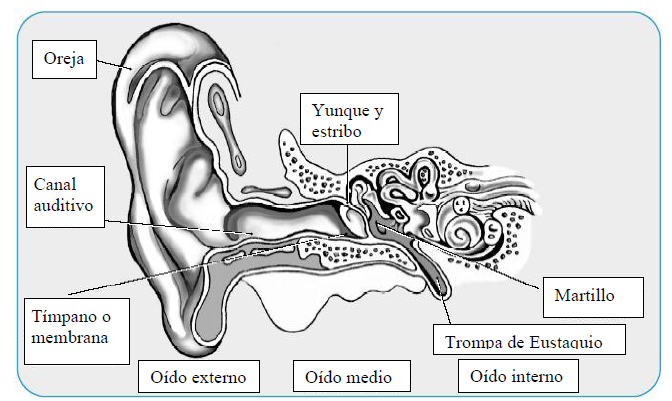 Oreja
Yunque y
estribo
Canal
auditivo
Tímpano o
membrana
Martillo
Trompa de Eustaquio
Oído externo
Oído medio
Oído interno